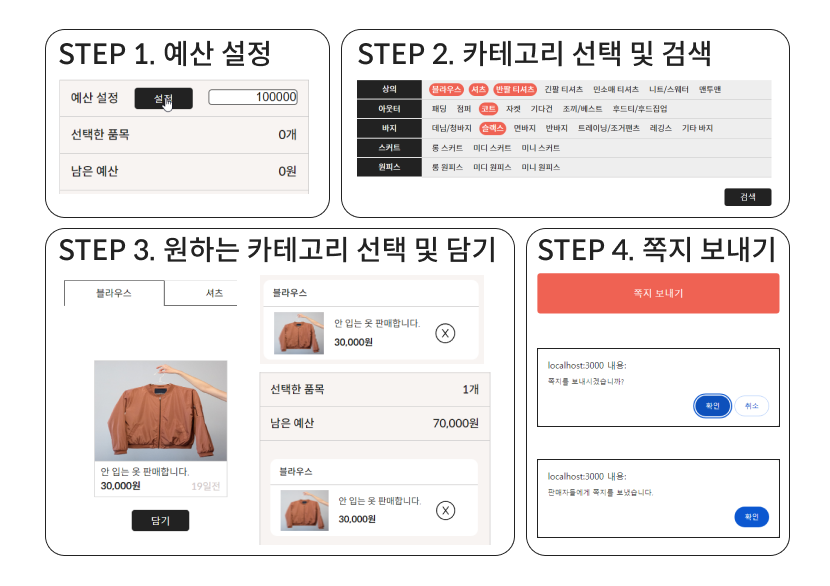 STEP 1. 예산 설정
예산 설정 설정 100000
선택한 품목 0개
남은 예산 0원
STEP 2. 카테고리 선택 및 검색
상의 블라우스 셔츠 반팔 티셔츠 긴팔 티셔츠 민소매 티셔츠 니트/스웨터 맨투맨
아웃터 패딩 점퍼 코트 자켓 가디건 조끼/베스트 후드티/후드집업
바지 데님/청바지 슬랙스 면바지 반바지 트레이닝/조거팬츠 레깅스 기타 바지
스커트 롱 스커트 미디 스커트 미니 스커트
원피스 롱 원피스 미디 원피스 미니 원피스
검색
STEP 3. 원하는 카테고리 선택 및 담기
블라우스 셔츠
안 입는 옷 판매합니다.
30,000원 19일전
담기
블라우스
안 입는 옷 판매합니다.
30,000원
X
선택한 품목 1개
남은 예산 70,000원
블라우스
안 입는 옷 판매합니다.
30,000원
X
STEP 4. 쪽지 보내기
쪽지 보내기
localhost:3000 내용:
쪽지를 보내시겠습니까?
확인 취소
localhost:3000 내용:
판매자들에게 쪽지를 보냈습니다.
확인